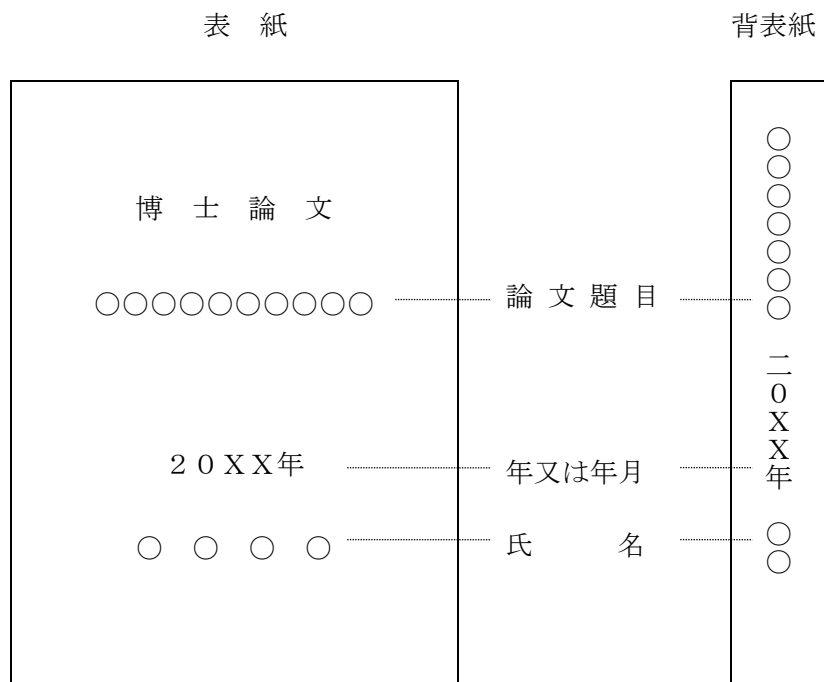 表　紙
背表紙
博　士　論　文
○○○○○○○○○○
論 文 題 目
２０ＸＸ年
年又は年月
○　○　○　○
氏　　　名
○○○○○○○
二０ＸＸ年
○○